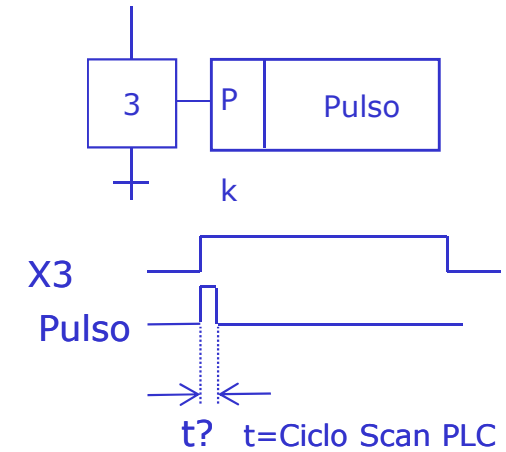 3 P Pulso
k
X3
Pulso
t? t=Ciclo Scan PLC